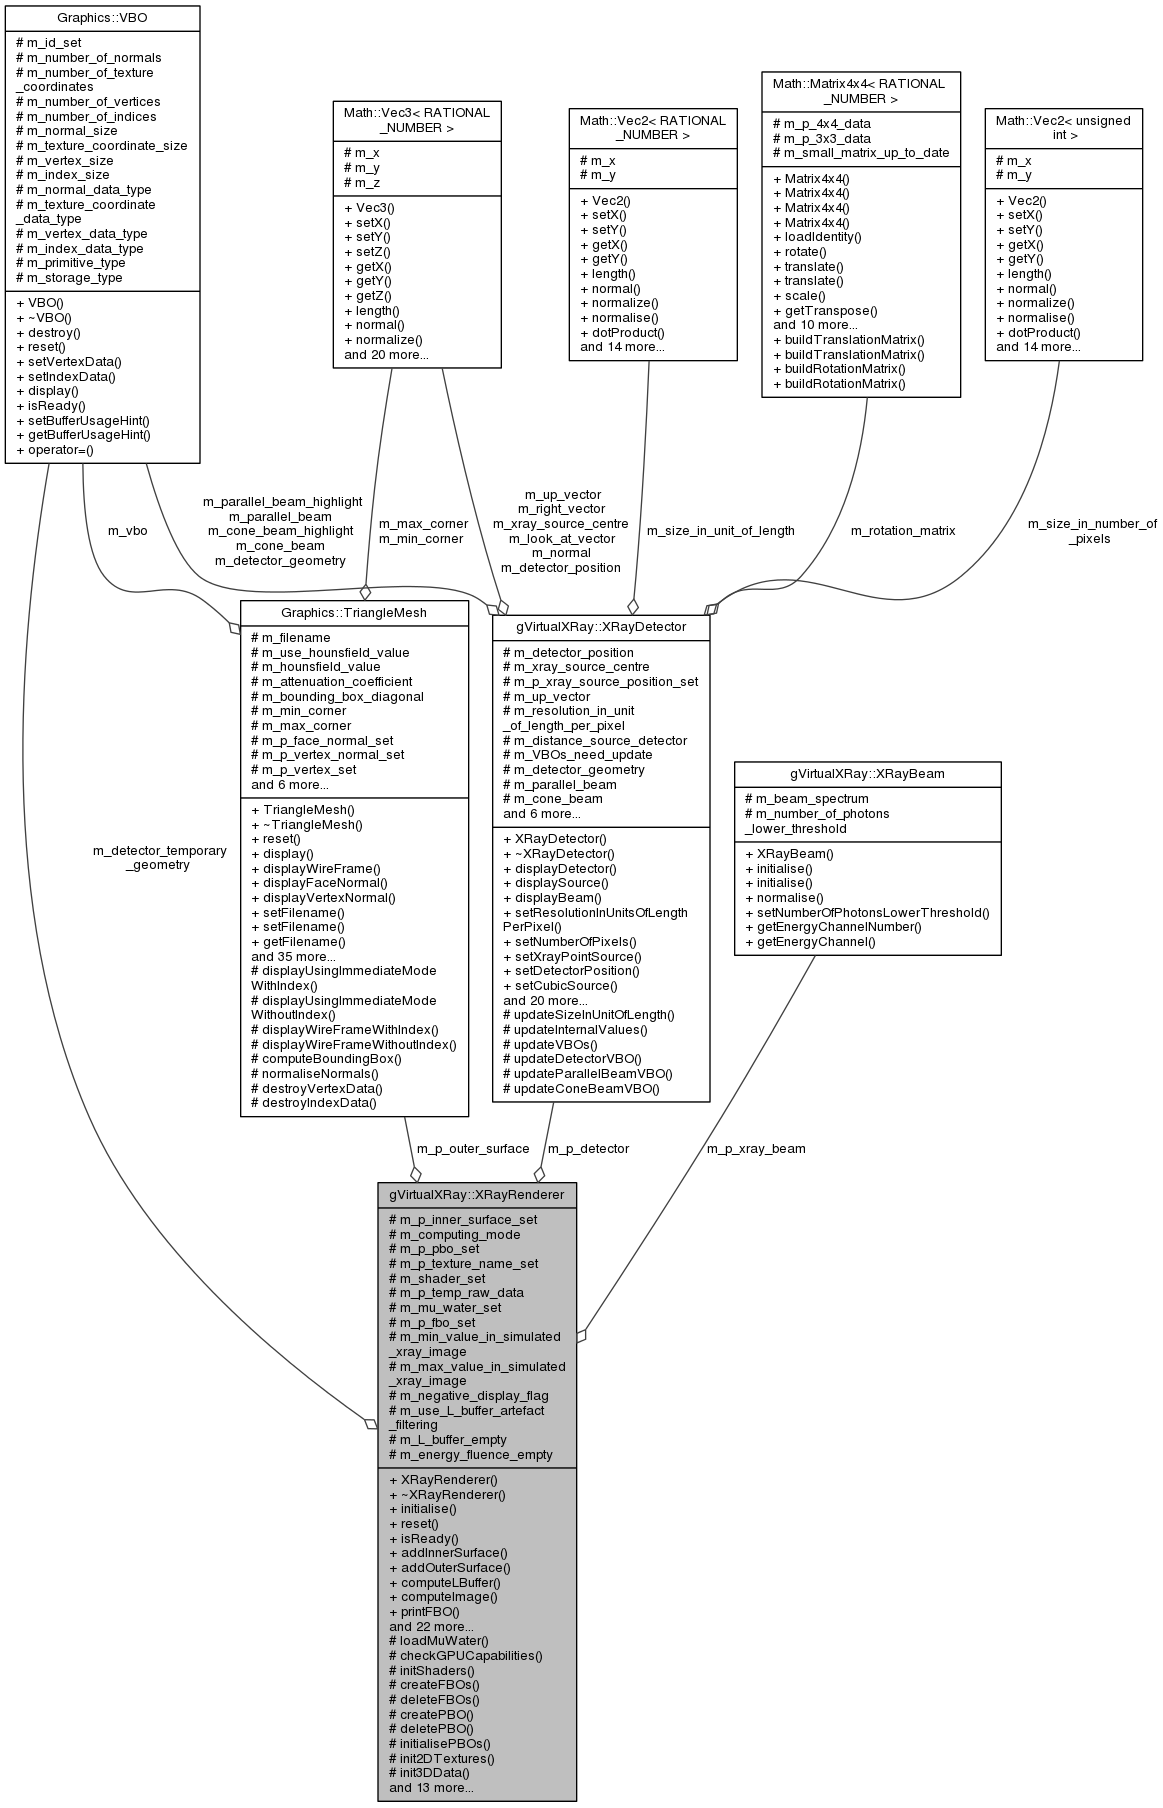 Graphics::VBO
# m_id_set
# m_number_of_normals
# m_number_of_texture
_coordinates
# m_number_of_vertices
# m_number_of_indices
# m_normal_size
# m_texture_coordinate_size
# m_vertex_size
# m_index_size
# m_normal_data_type
# m_texture_coordinate
_data_type
# m_vertex_data_type
# m_index_data_type
# m_primitive_type
# m_storage_type
+ VBO()
+ ~VBO()
+ destroy()
+ reset()
+ setVertexData()
+ setIndexData()
+ display()
+ isReady()
+ setBufferUsageHint()
+ getBufferUsageHint()
+ operator=()
Math::Vec3< RATIONAL
_NUMBER >
# m_x
# m_y
# m_z
+ Vec3()
+ setX()
+ setY()
+ setZ()
+ getX()
+ getY()
+ getZ()
+ length()
+ normal()
+ normalize()
and 20 more...
Math::Vec2< RATIONAL
_NUMBER >
# m_x
# m_y
+ Vec2()
+ setX()
+ setY()
+ getX()
+ getY()
+ length()
+ normal()
+ normalize()
+ normalise()
+ dotProduct()
and 14 more...
Math::Matrix4x4< RATIONAL
_NUMBER >
# m_p_4x4_data
# m_p_3x3_data
# m_small_matrix_up_to_date
+ Matrix4x4()
+ Matrix4x4()
+ Matrix4x4()
+ Matrix4x4()
+ loadIdentity()
+ rotate()
+ translate()
+ translate()
+ scale()
+ getTranspose()
and 10 more...
+ buildTranslationMatrix()
+ buildTranslationMatrix()
+ buildRotationMatrix()
+ buildRotationMatrix()
Math::Vec2< unsigned
int >
# m_x
# m_y
+ Vec2()
+ setX()
+ setY()
+ getX()
+ getY()
+ length()
+ normal()
+ normalize()
+ normalise()
+ dotProduct()
and 14 more...
m_vbo
m_parallel_beam_highlight
m_parallel_beam
m_cone_beam_highlight
m_cone_beam
m_detector_geometry
m_max_corner
m_min_corner
m_up_vector
m_right_vector
m_xray_source_centre
m_look_at_vector
m_normal
m_detector_position
m_size_in_unit_of_length
m_rotation_matrix
m_size_in_number_of
_pixels
Graphics::TriangleMesh
# m_filename
# m_use_hounsfield_value
# m_hounsfield_value
# m_attenuation_coefficient
# m_bounding_box_diagonal
# m_min_corner
# m_max_corner
# m_p_face_normal_set
# m_p_vertex_normal_set
# m_p_vertex_set
and 6 more...
+ TriangleMesh()
+ ~TriangleMesh()
+ reset()
+ display()
+ displayWireFrame()
+ displayFaceNormal()
+ displayVertexNormal()
+ setFilename()
+ setFilename()
+ getFilename()
and 35 more...
# displayUsingImmediateMode
WithIndex()
# displayUsingImmediateMode
WithoutIndex()
# displayWireFrameWithIndex()
# displayWireFrameWithoutIndex()
# computeBoundingBox()
# normaliseNormals()
# destroyVertexData()
# destroyIndexData()
gVirtualXRay::XRayDetector
# m_detector_position
# m_xray_source_centre
# m_p_xray_source_position_set
# m_up_vector
# m_resolution_in_unit
_of_length_per_pixel
# m_distance_source_detector
# m_VBOs_need_update
# m_detector_geometry
# m_parallel_beam
# m_cone_beam
and 6 more...
+ XRayDetector()
+ ~XRayDetector()
+ displayDetector()
+ displaySource()
+ displayBeam()
+ setResolutionInUnitsOfLength
PerPixel()
+ setNumberOfPixels()
+ setXrayPointSource()
+ setDetectorPosition()
+ setCubicSource()
and 20 more...
# updateSizeInUnitOfLength()
# updateInternalValues()
# updateVBOs()
# updateDetectorVBO()
# updateParallelBeamVBO()
# updateConeBeamVBO()
gVirtualXRay::XRayBeam
# m_beam_spectrum
# m_number_of_photons
_lower_threshold
+ XRayBeam()
+ initialise()
+ initialise()
+ normalise()
+ setNumberOfPhotonsLowerThreshold()
+ getEnergyChannelNumber()
+ getEnergyChannel()
m_detector_temporary
_geometry
m_p_outer_surface
m_p_detector
m_p_xray_beam
gVirtualXRay::XRayRenderer
# m_p_inner_surface_set
# m_computing_mode
# m_p_pbo_set
# m_p_texture_name_set
# m_shader_set
# m_p_temp_raw_data
# m_mu_water_set
# m_p_fbo_set
# m_min_value_in_simulated
_xray_image
# m_max_value_in_simulated
_xray_image
# m_negative_display_flag
# m_use_L_buffer_artefact
_filtering
# m_L_buffer_empty
# m_energy_fluence_empty
+ XRayRenderer()
+ ~XRayRenderer()
+ initialise()
+ reset()
+ isReady()
+ addInnerSurface()
+ addOuterSurface()
+ computeLBuffer()
+ computeImage()
+ printFBO()
and 22 more...
# loadMuWater()
# checkGPUCapabilities()
# initShaders()
# createFBOs()
# deleteFBOs()
# createPBO()
# deletePBO()
# initialisePBOs()
# init2DTextures()
# init3DData()
and 13 more...